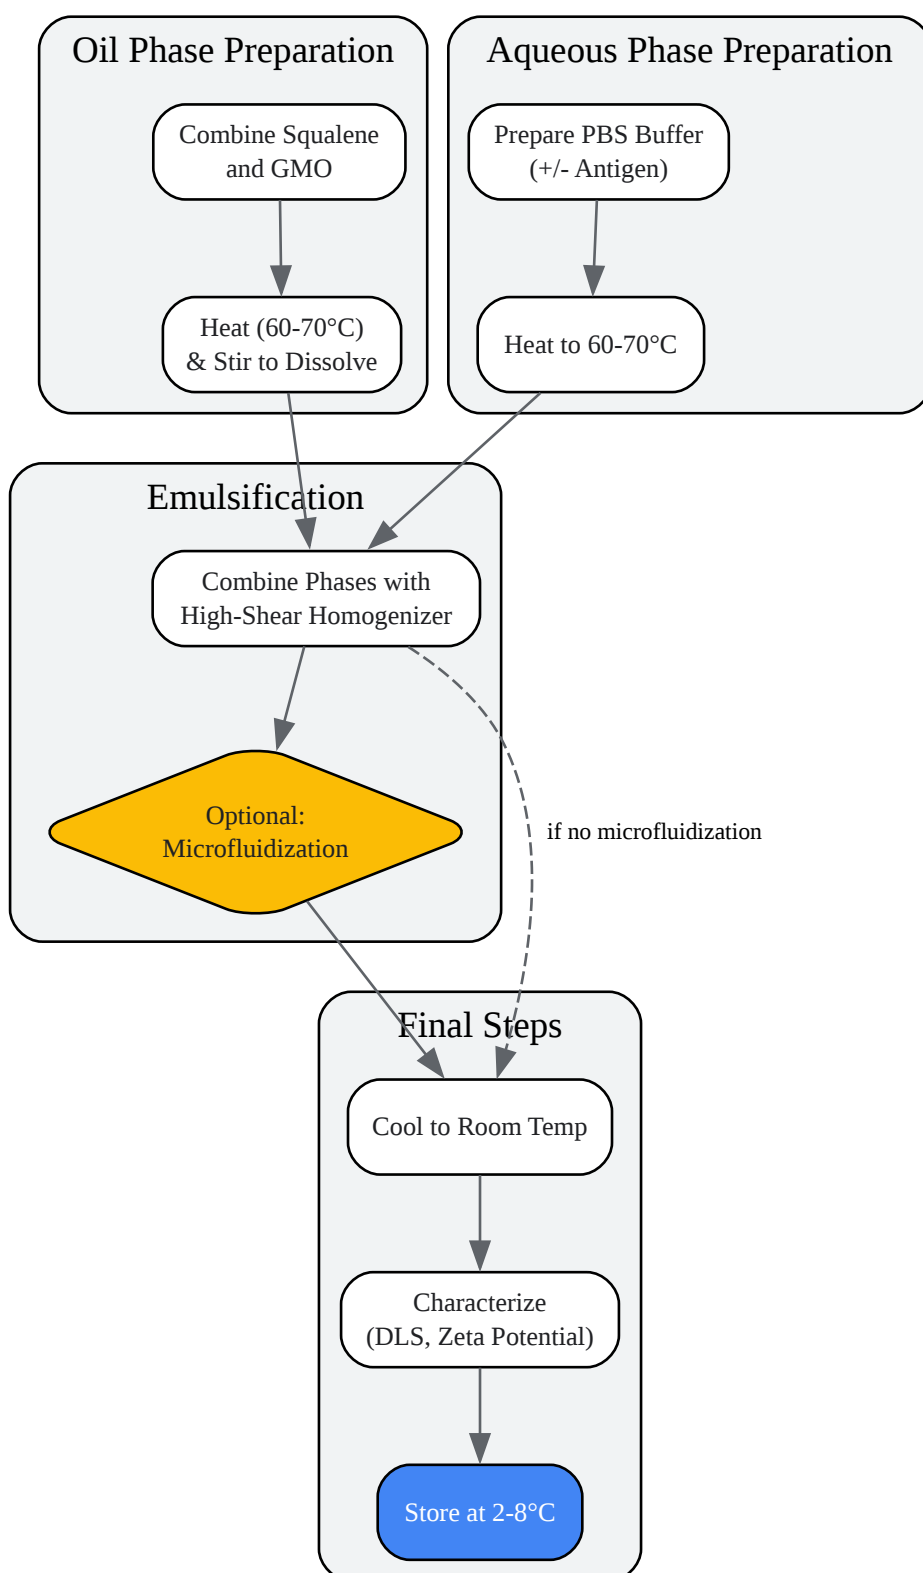 Oil Phase Preparation
Combine Squalene
and GMO
Heat (60-70°C)
& Stir to Dissolve
Aqueous Phase Preparation
Prepare PBS Buffer
(+/- Antigen)
Heat to 60-70°C
Emulsification
Combine Phases with
High-Shear Homogenizer
Optional:
Microfluidization
if no microfluidization
Final Steps
Cool to Room Temp
Characterize
(DLS, Zeta Potential)
Store at 2-8°C